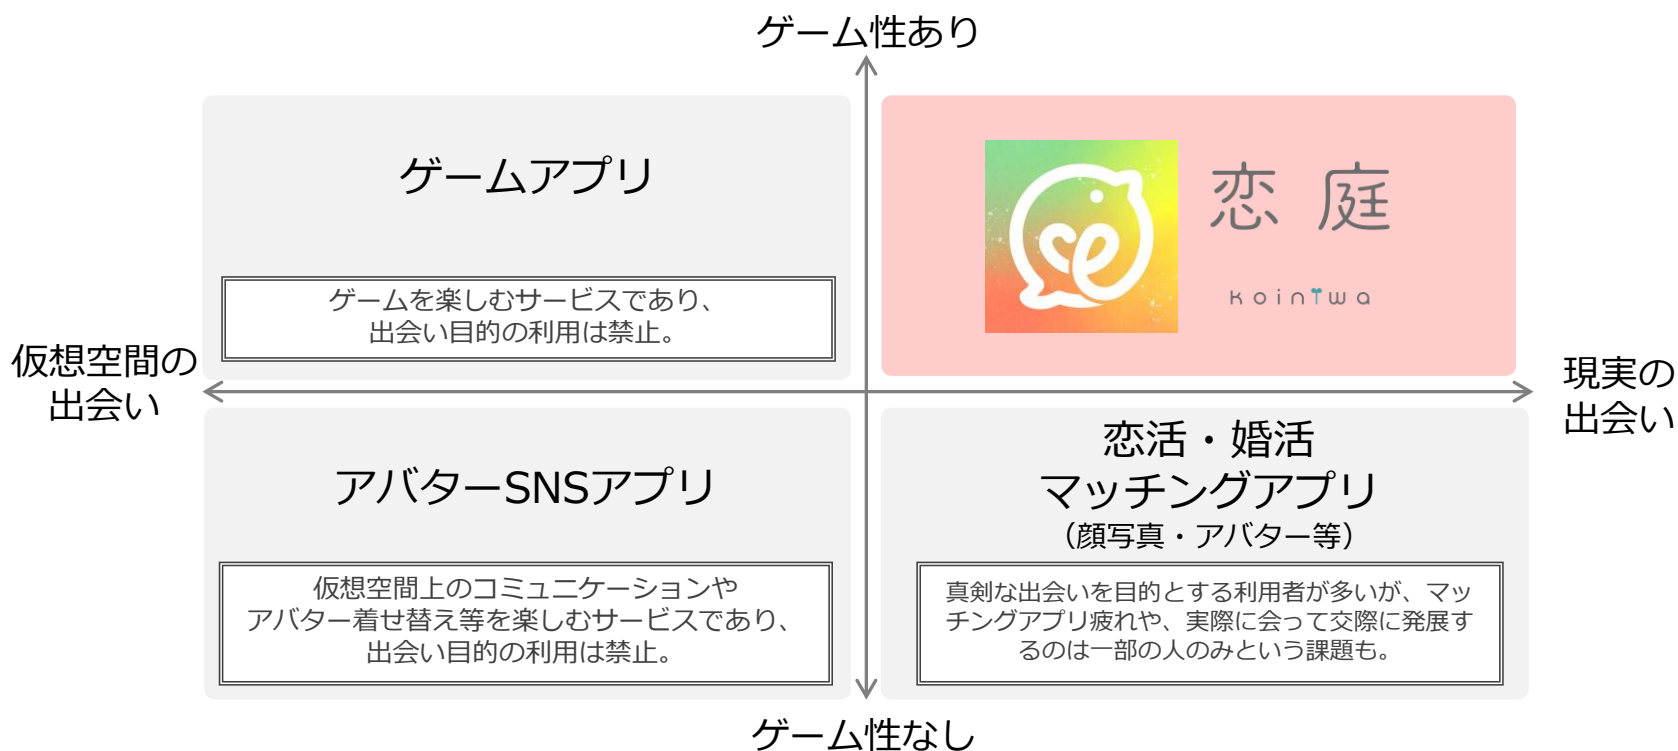 ゲーム性あり
ゲームアプリ
ゲームを楽しむサービスであり、
出会い目的の利用は禁止。
恋庭
koiniwa
仮想空間の
出会い
現実の
出会い
アバターSNSアプリ
仮想空間上のコミュニケーションや
アバター着せ替え等を楽しむサービスであり、
出会い目的の利用は禁止。
恋活・婚活
マッチングアプリ
（顔写真・アバター等）
真剣な出会いを目的とする利用者が多いが、マッ
チングアプリ疲れや、実際に会って交際に発展す
るのは一部の人のみという課題も。
ゲーム性なし